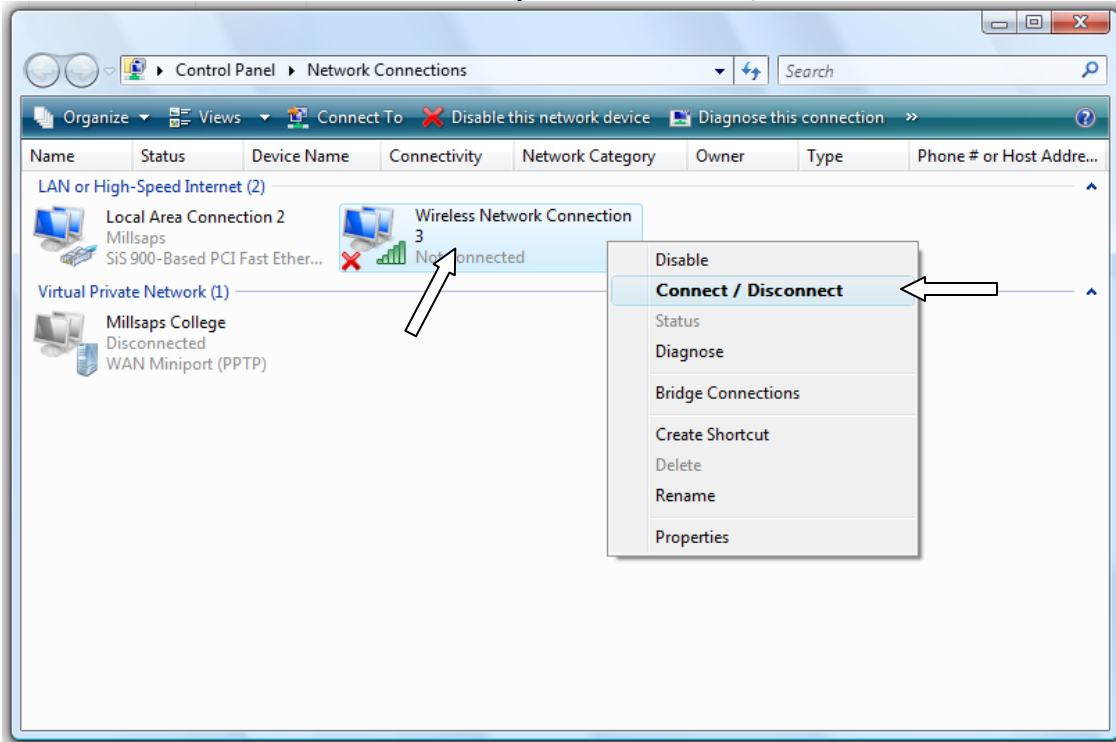 Control Panel Network Connections Search
Organize Views Connect To Disable this network device Diagnose this connection »
Name Status Device Name Connectivity Network Category Owner Type Phone # or Host Addre...
LAN or High-Speed Internet (2)
Local Area Connection 2
Millsaps
SiS 900-Based PCI Fast Ether...
Wireless Network Connection
3
Not connected
Virtual Private Network (1)
Millsaps College
Disconnected
WAN Miniport (PPTP)
Disable
Connect / Disconnect
Status
Diagnose
Bridge Connections
Create Shortcut
Delete
Rename
Properties